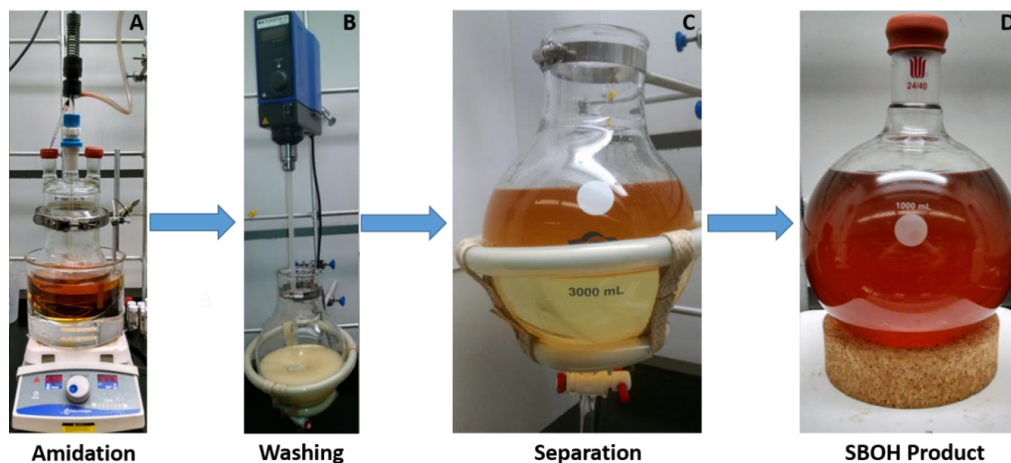 A
B
C
D
24/40
1000 mL
3000 mL
Amidation
Washing
Separation
SBOH Product